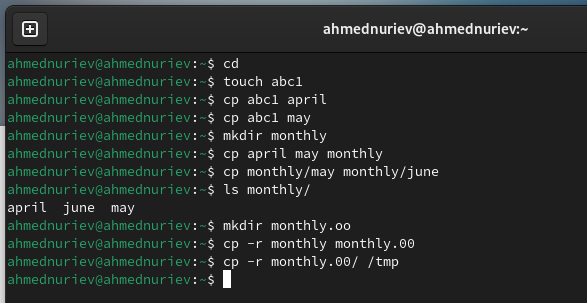 ahmednuriev@ahmednuriev:~
ahmednuriev@ahmednuriev:~$ cd
ahmednuriev@ahmednuriev:~$ touch abc1
ahmednuriev@ahmednuriev:~$ cp abc1 april
ahmednuriev@ahmednuriev:~$ cp abc1 may
ahmednuriev@ahmednuriev:~$ mkdir monthly
ahmednuriev@ahmednuriev:~$ cp april may monthly
ahmednuriev@ahmednuriev:~$ cp monthly/may monthly/june
ahmednuriev@ahmednuriev:~$ ls monthly/
april  june  may
ahmednuriev@ahmednuriev:~$ mkdir monthly.oo
ahmednuriev@ahmednuriev:~$ cp -r monthly monthly.00
ahmednuriev@ahmednuriev:~$ cp -r monthly.00/ /tmp
ahmednuriev@ahmednuriev:~$